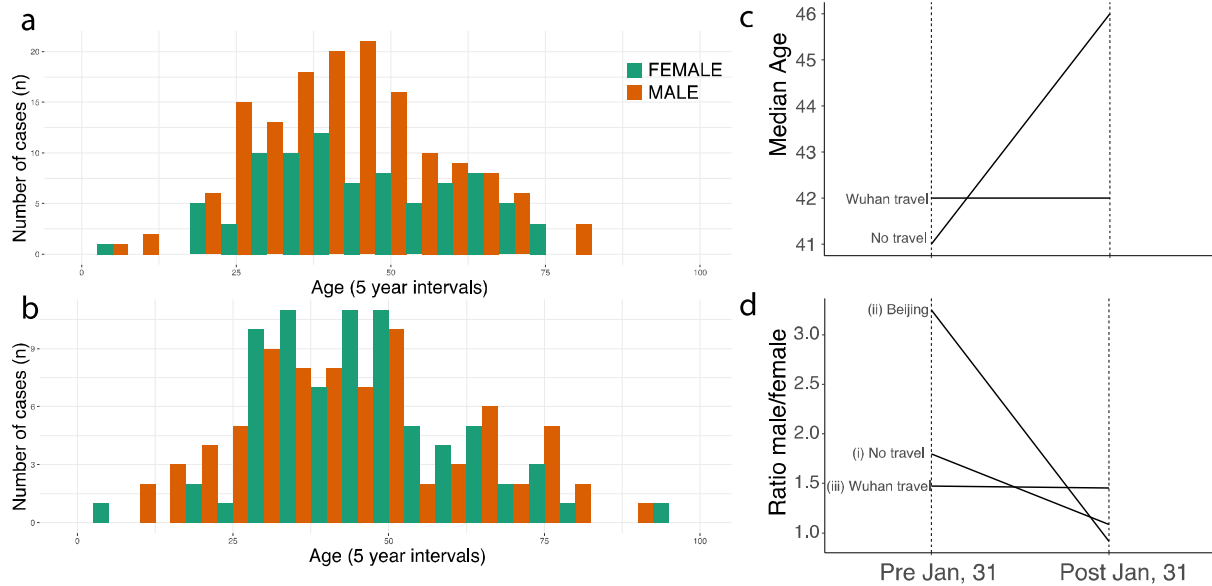 a
Number of cases (n)
20
15
10
5
0
FEMALE
MALE
0
25
50
75
100
Age (5 year intervals)
b
Number of cases (n)
9
6
3
0
0
25
50
75
100
Age (5 year intervals)
c
Median Age
46
45
44
43
42
41
Wuhan travel
No travel
d
Ratio male/female
3.0
2.5
2.0
1.5
1.0
(ii) Beijing
(i) No travel
(iii) Wuhan travel
Pre Jan, 31
Post Jan, 31